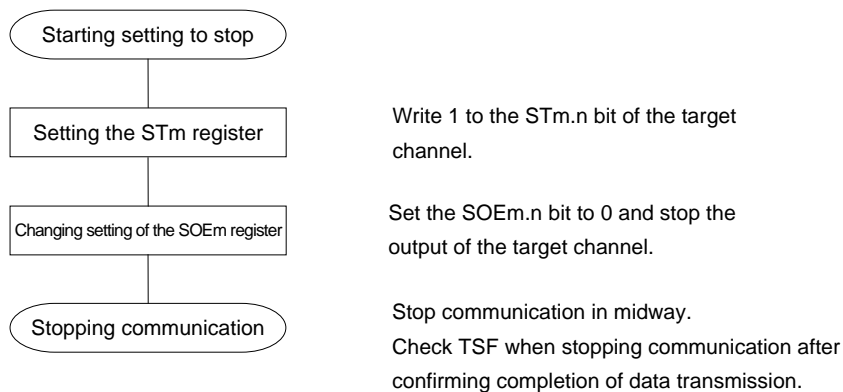 Starting setting to stop
Setting the STm register
Write 1 to the STm.n bit of the target
channel.
Changing setting of the SOEm register
Set the SOEm.n bit to 0 and stop the
output of the target channel.
Stopping communication
Stop communication in midway.
Check TSF when stopping communication after
confirming completion of data transmission.